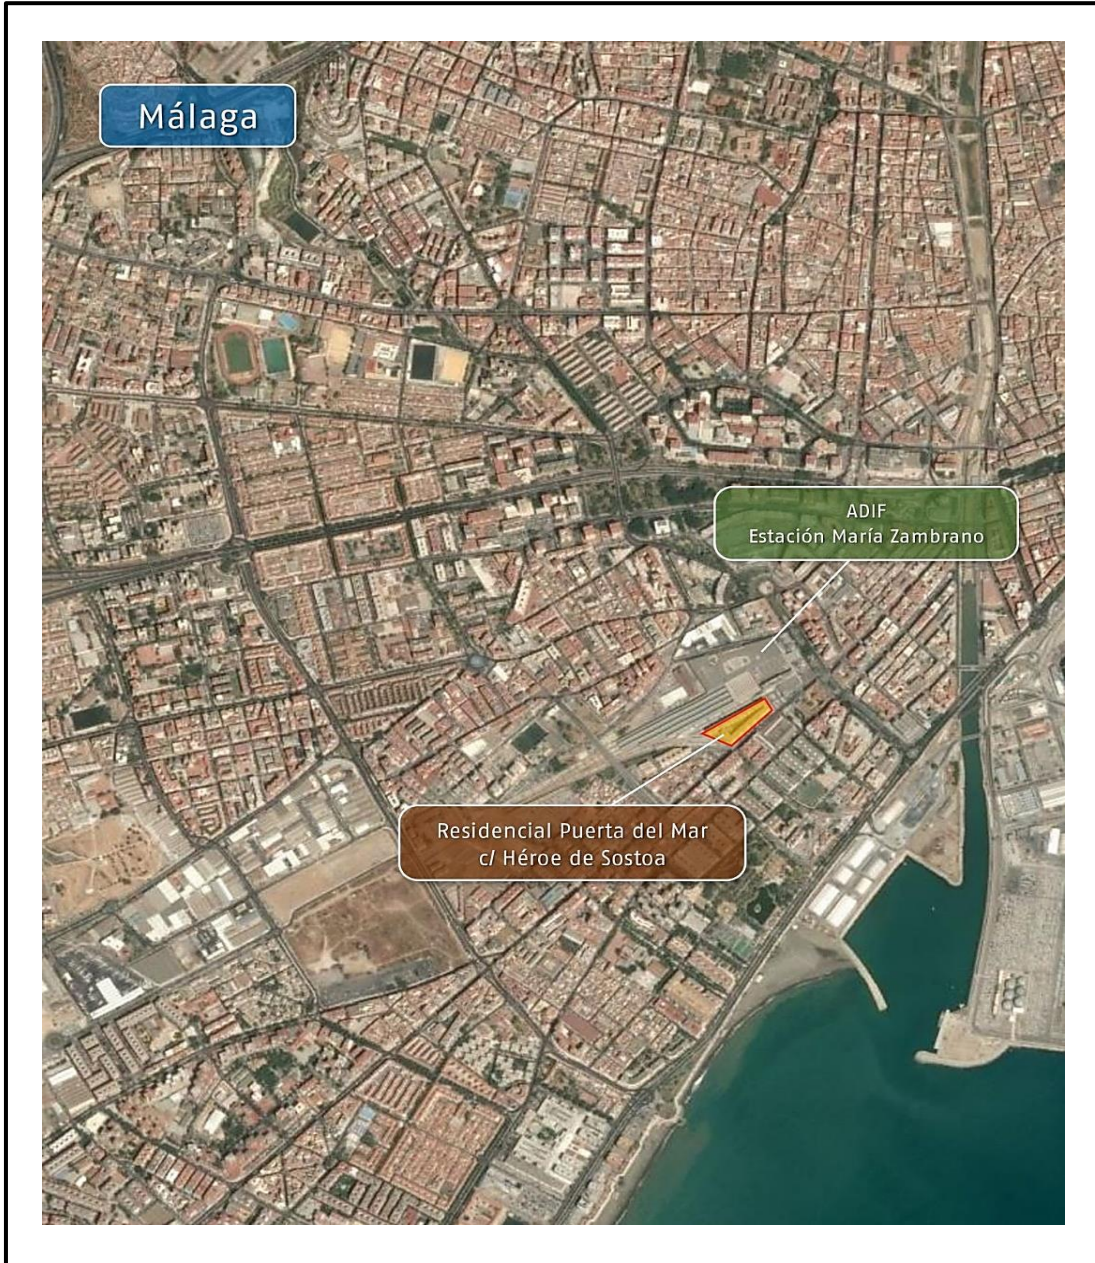 Málaga
ADIF
Estación María Zambrano
Residencial Puerta del Mar
c/ Héroe de Sostoa